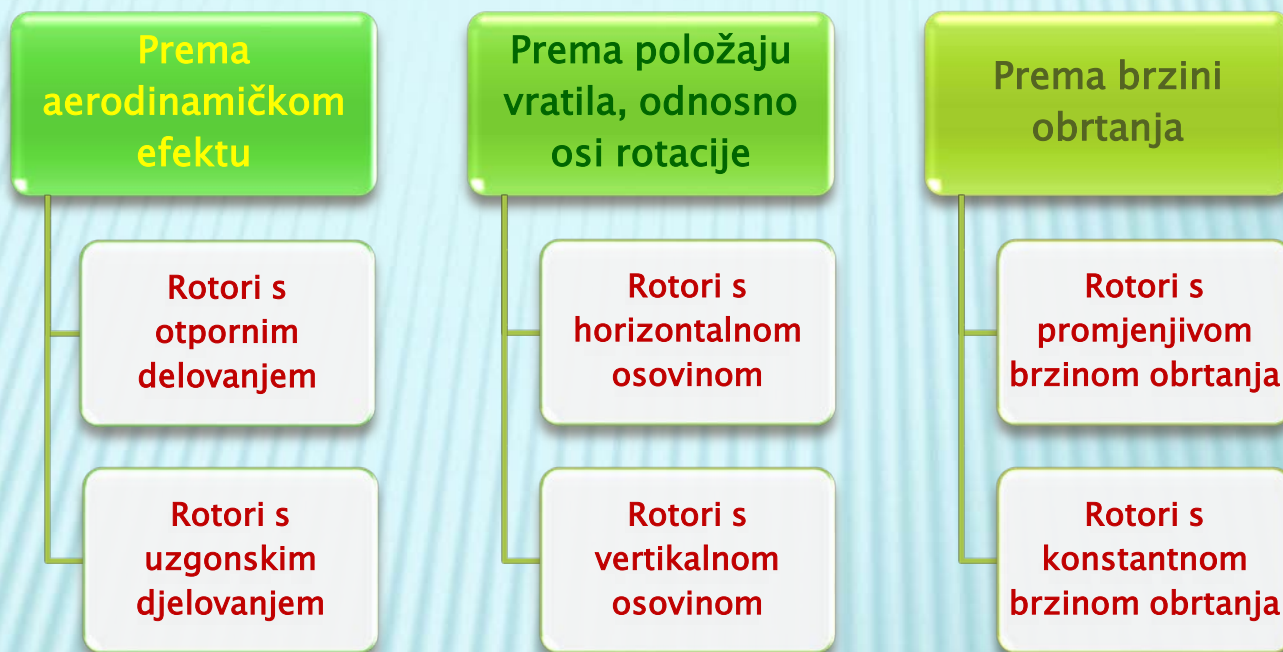 Prema
aerodinamičkom
efektu
Rotori s
otpornim
delovanjem
Rotori s
uzgonskim
djelovanjem
Prema položaju
vratila, odnosno
osi rotacije
Rotori s
horizontalnom
osovinom
Rotori s
vertikalnom
osovinom
Prema brzini
obrtanja
Rotori s
promjenjivom
brzinom obrtanja
Rotori s
konstantnom
brzinom obrtanja